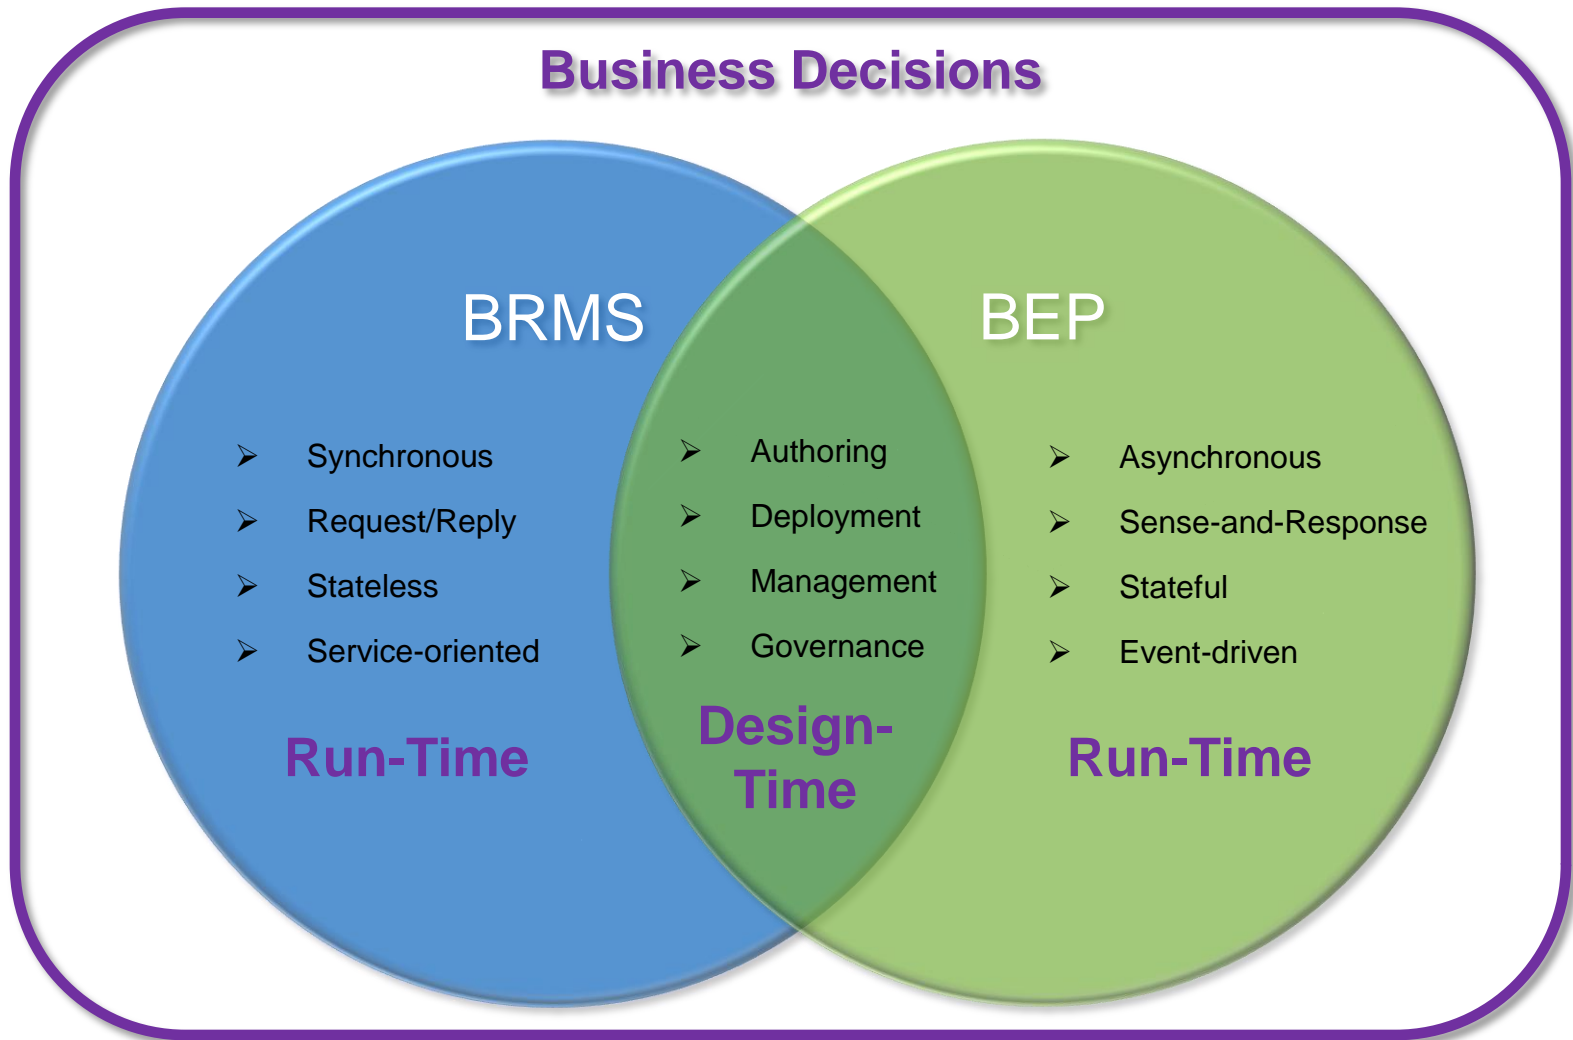 Business Decisions
BRMS
BEP
➢ Synchronous
➢ Request/Reply
➢ Stateless
➢ Service-oriented
Run-Time
➢ Authoring
➢ Deployment
➢ Management
➢ Governance
Design-
Time
➢ Asynchronous
➢ Sense-and-Response
➢ Stateful
➢ Event-driven
Run-Time